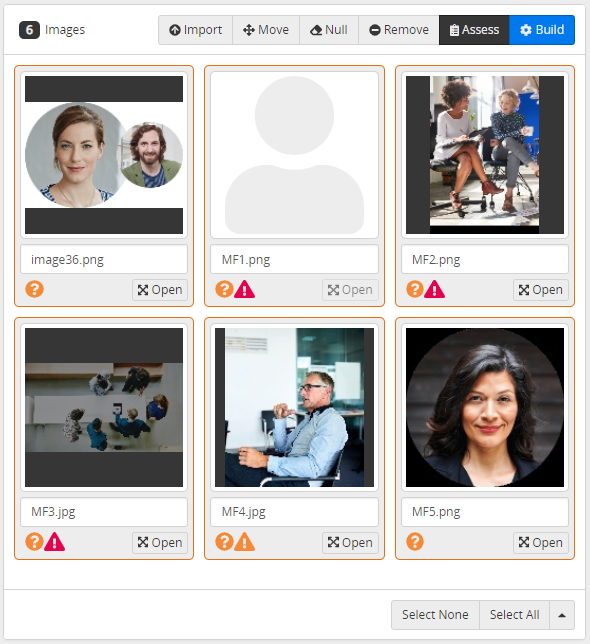 6 Images Import Move Null Remove Assess Build
image36.png MF1.png MF2.png
Open Open Open
MF3.jpg MF4.jpg MF5.png
Open Open Open
Select None Select All